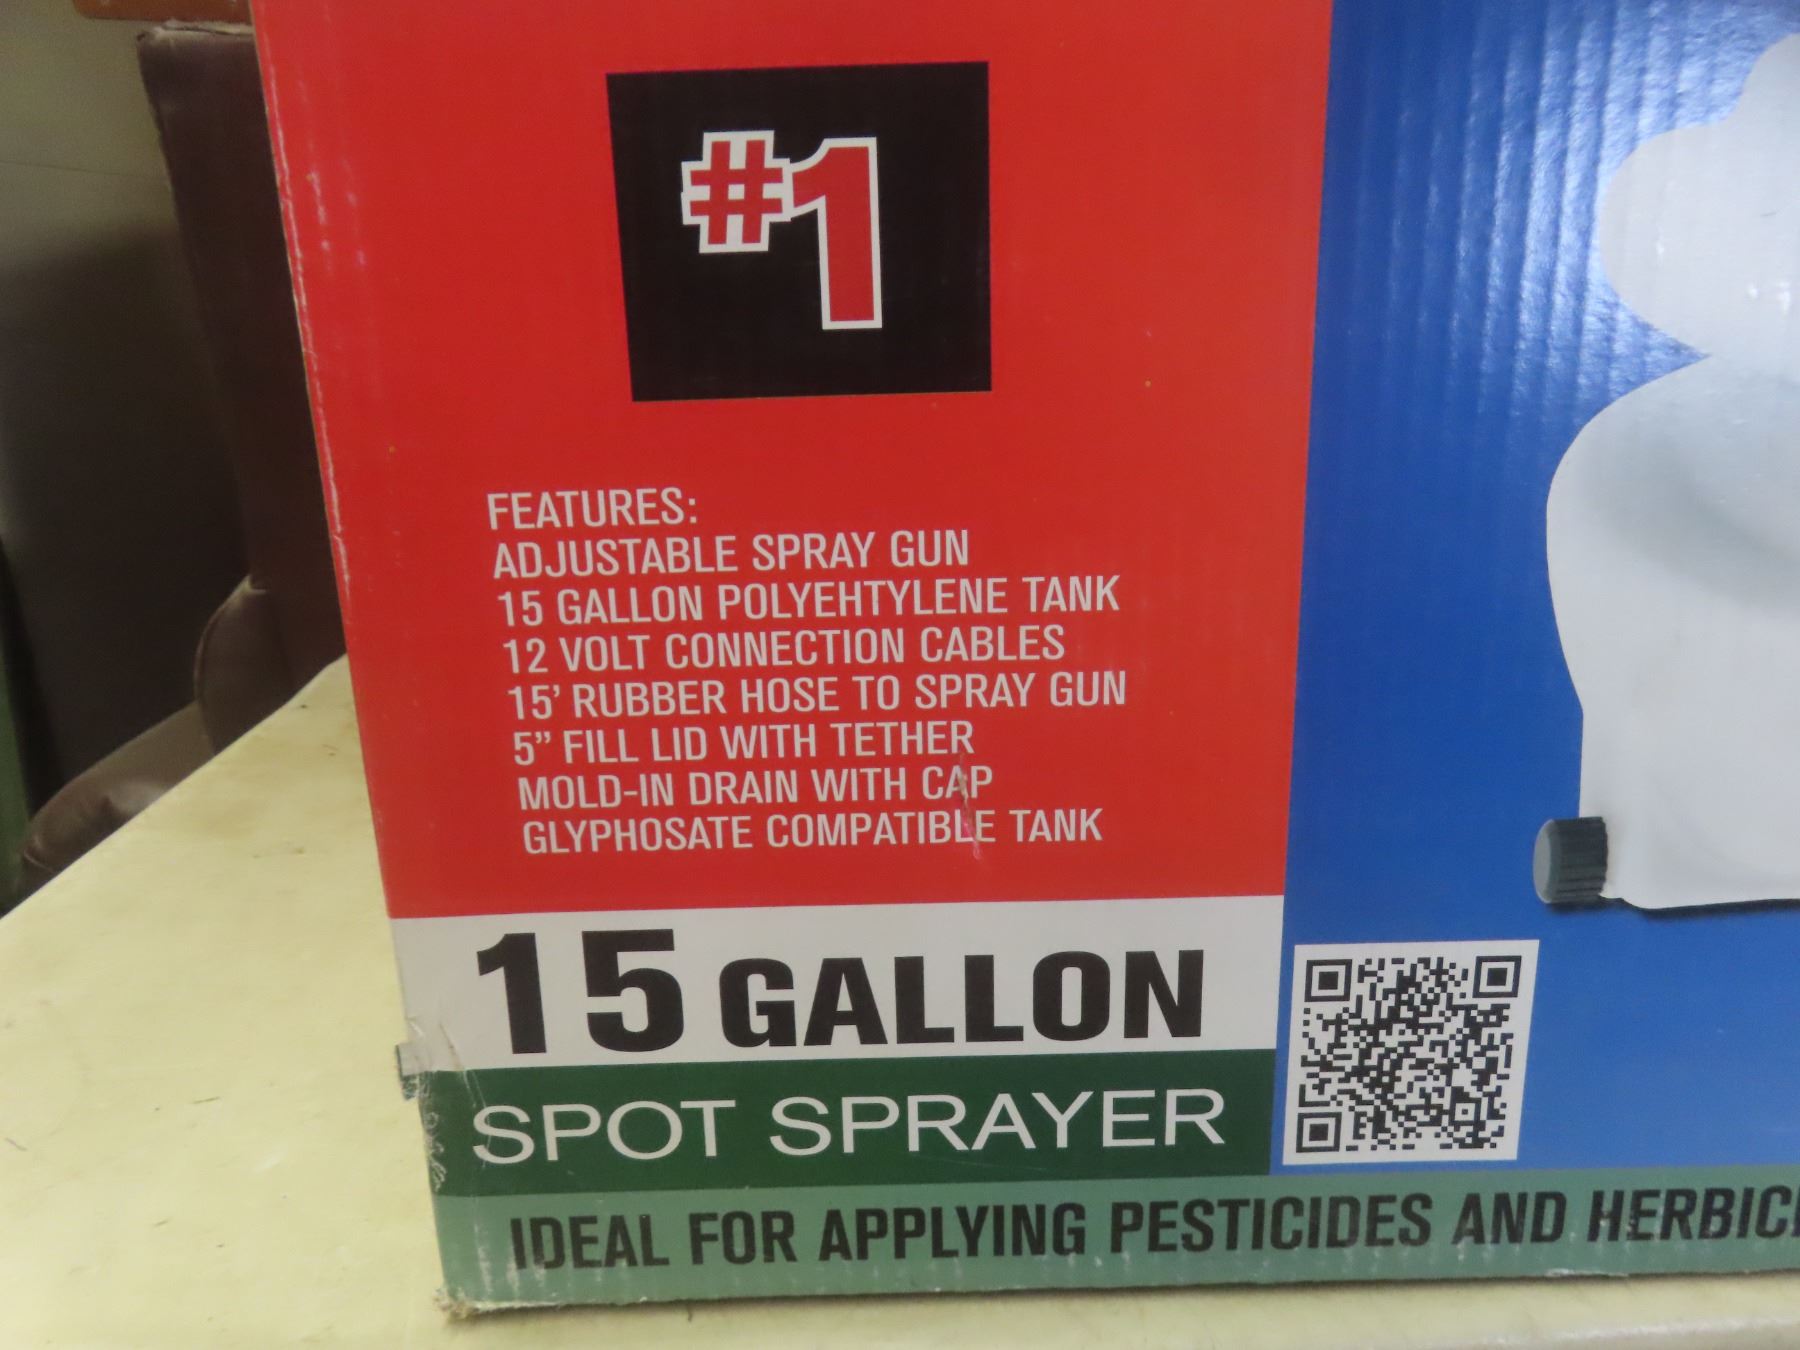 #1
FEATURES:
ADJUSTABLE SPRAY GUN
15 GALLON POLYEHTYLENE TANK
12 VOLT CONNECTION CABLES
15’ RUBBER HOSE TO SPRAY GUN
5” FILL LID WITH TETHER
MOLD-IN DRAIN WITH CAP
GLYPHOSATE COMPATIBLE TANK
15 GALLON
SPOT SPRAYER
IDEAL FOR APPLYING PESTICIDES AND